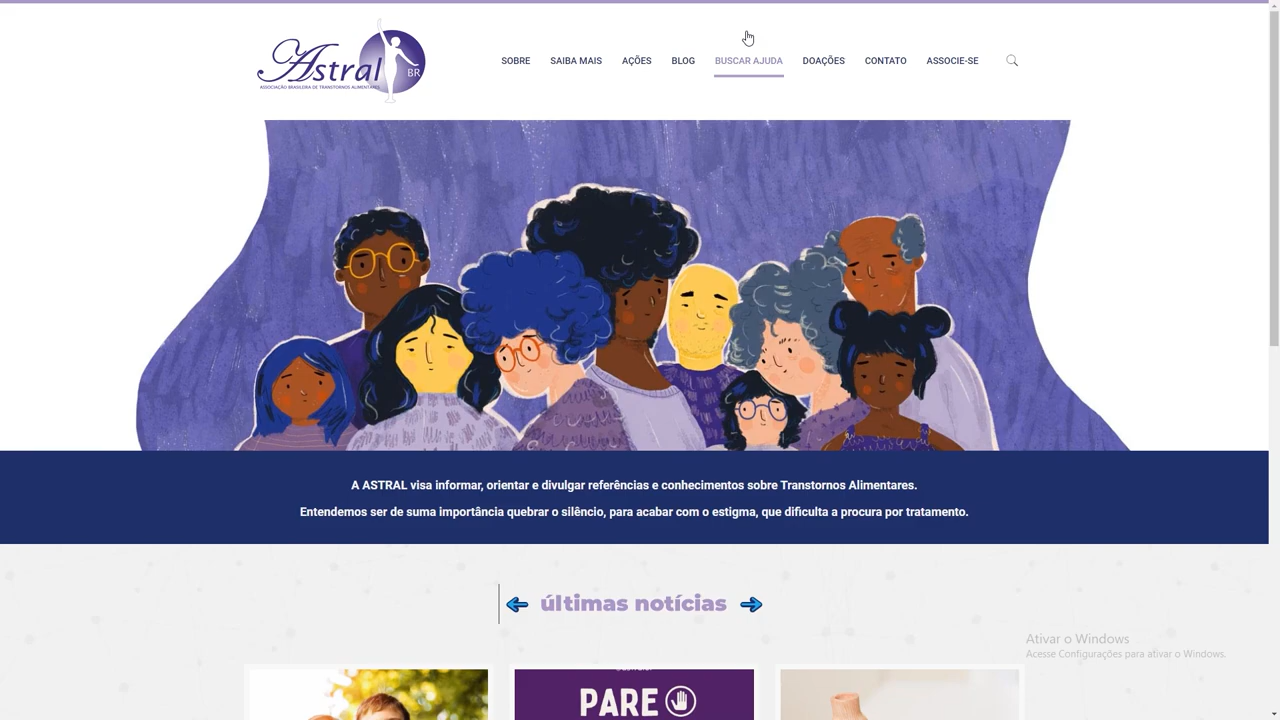 Astral
BR
ASSOCIAÇÃO BRASILEIRA DE TRANSTORNOS ALIMENTARES
SOBRE
SAIBA MAIS
AÇÕES
BLOG
BUSCAR AJUDA
DOAÇÕES
CONTATO
ASSOCIE-SE
A ASTRAL visa informar, orientar e divulgar referências e conhecimentos sobre Transtornos Alimentares.
Entendemos ser de suma importância quebrar o silêncio, para acabar com o estigma, que dificulta a procura por tratamento.
últimas notícias
Ativar o Windows
Acesse Configurações para ativar o Windows.
PARE